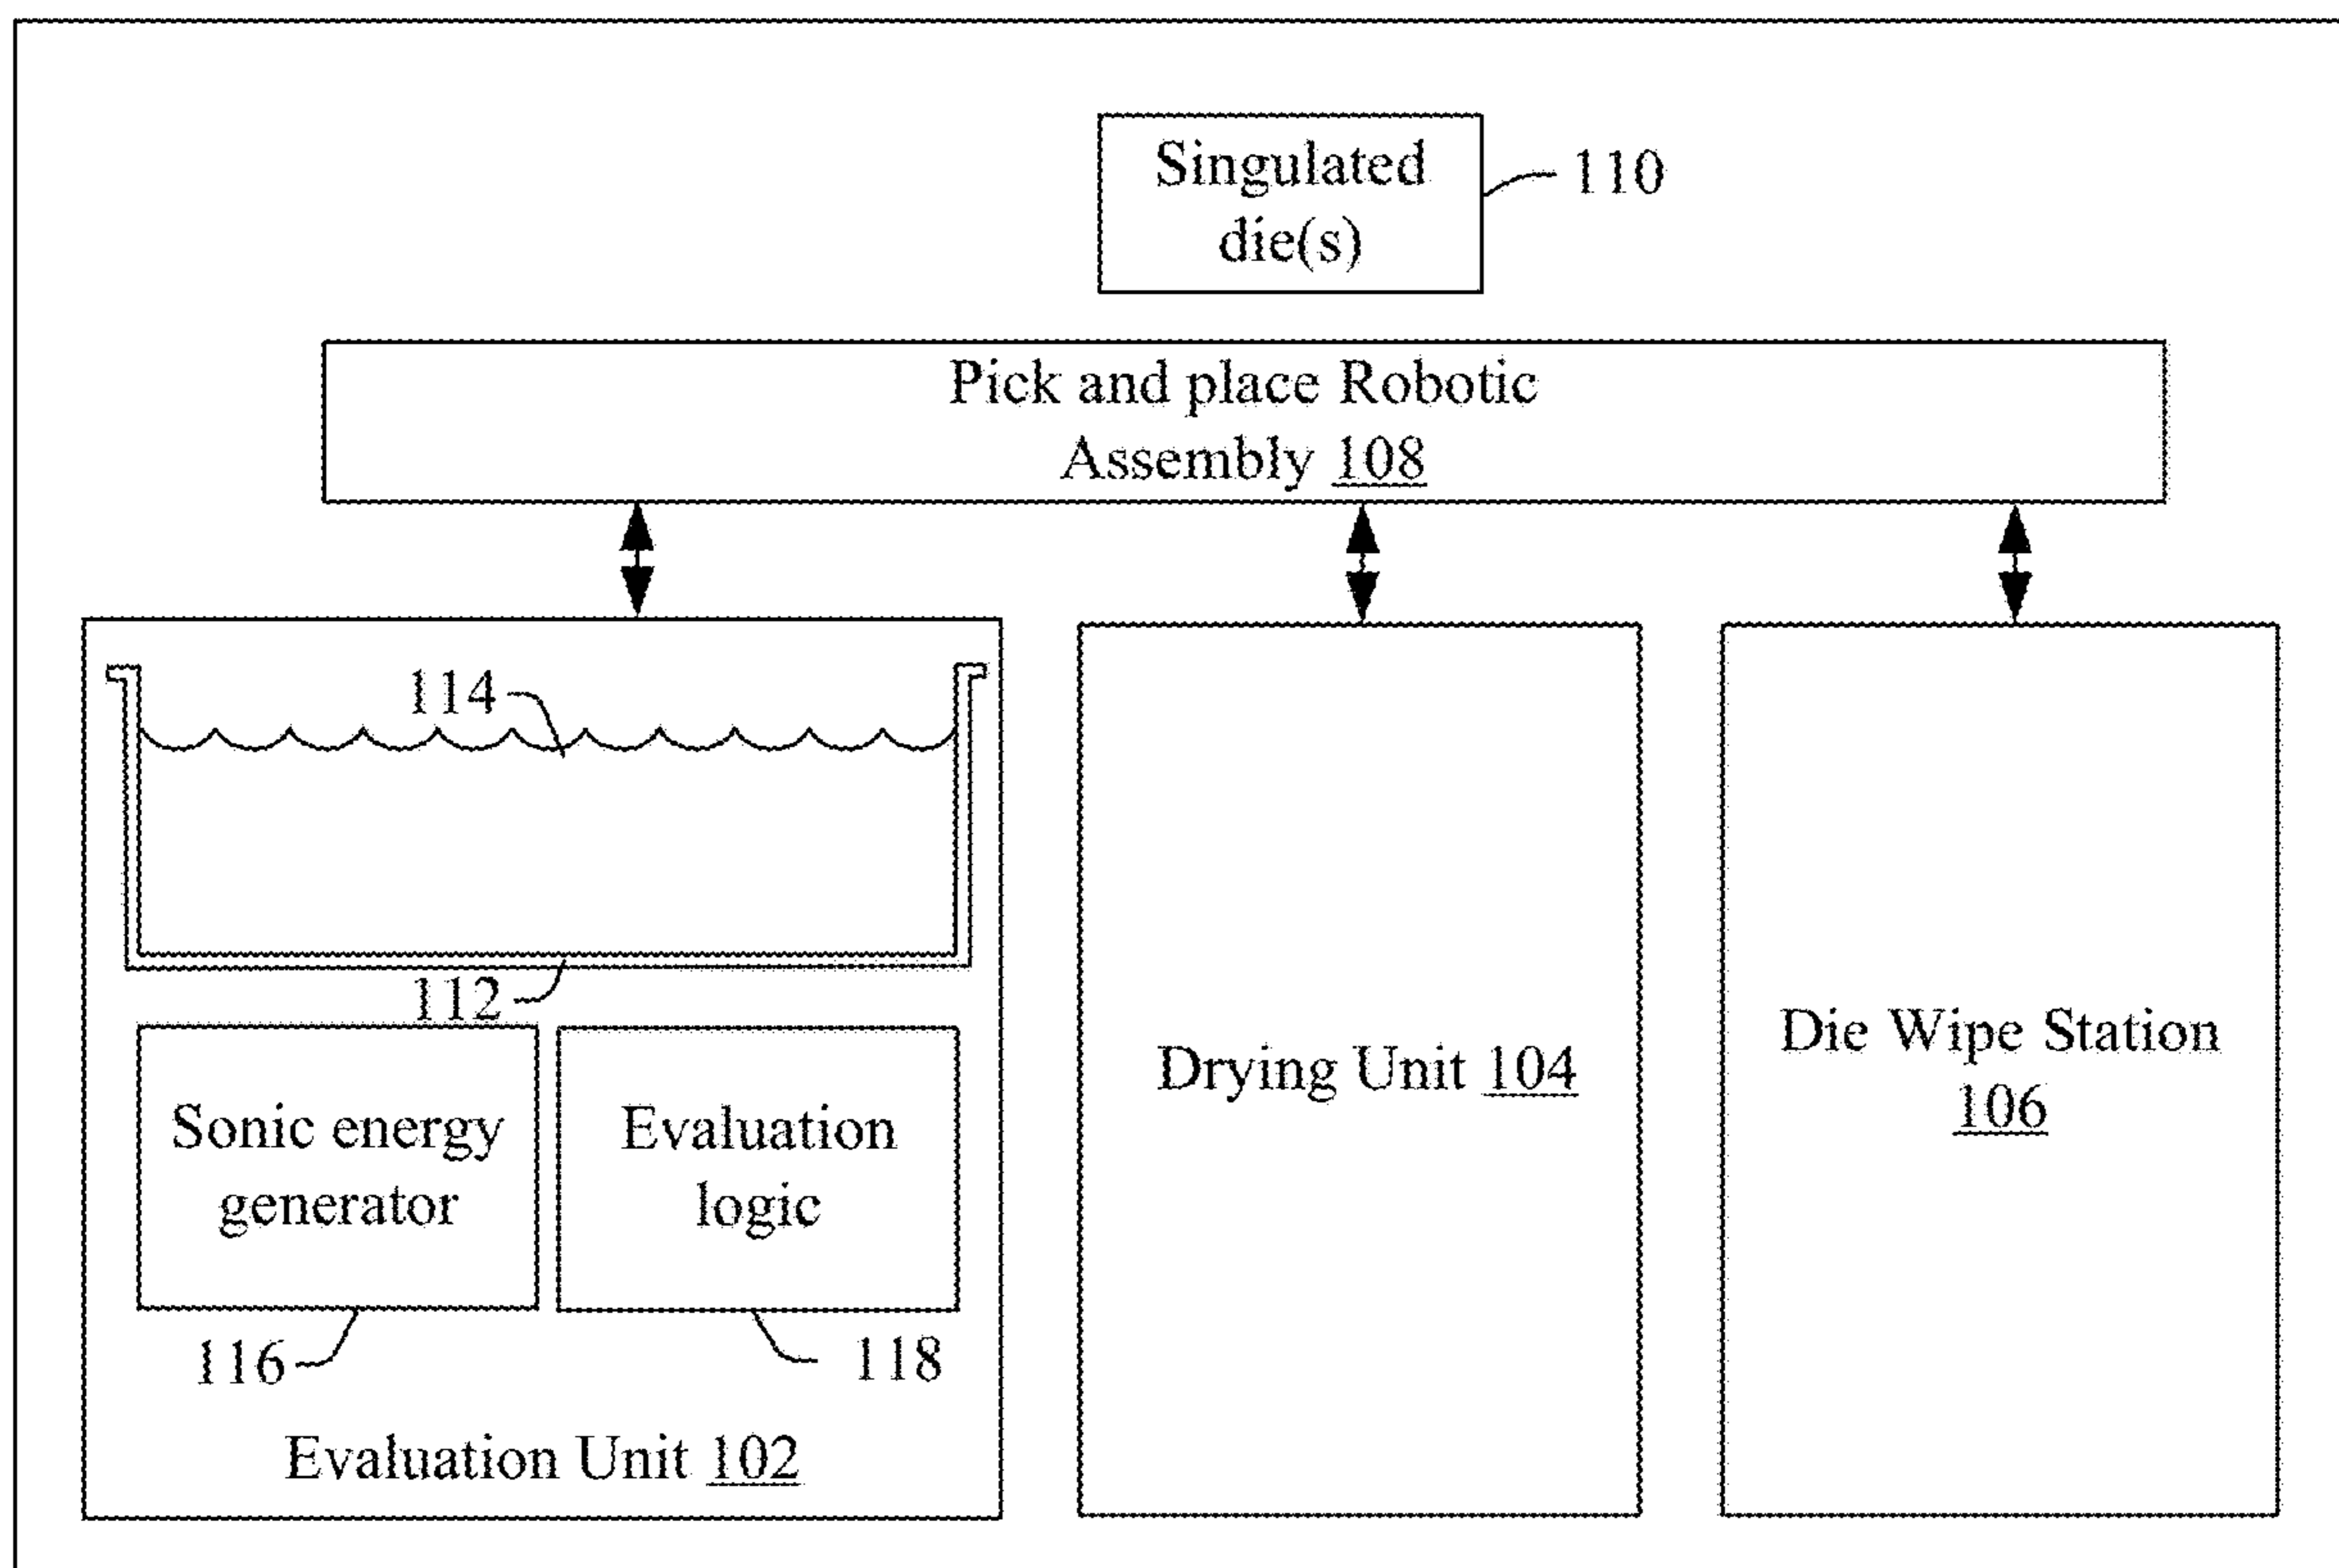 Singulated
die(s)
110
Pick and place Robotic
Assembly 108
114
112
Sonic energy
generator
116
Evaluation
logic
118
Evaluation Unit 102
Drying Unit 104
Die Wipe Station
106